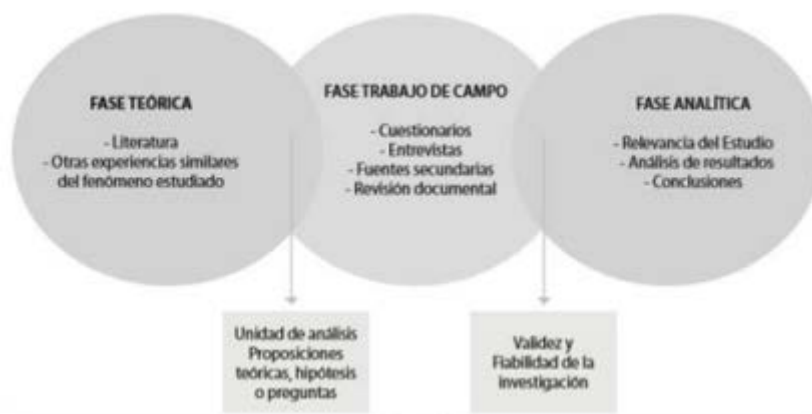 FASE TEÓRICA
- Literatura
- Otras experiencias similares
del fenómeno estudiado
FASE TRABAJO DE CAMPO
- Cuestionarios
- Entrevistas
- Fuentes secundarias
- Revisión documental
FASE ANALÍTICA
- Relevancia del Estudio
- Análisis de resultados
- Conclusiones
Unidad de análisis
Proposiciones
teóricas, hipótesis
o preguntas
Validez y
Fiabilidad de la
investigación